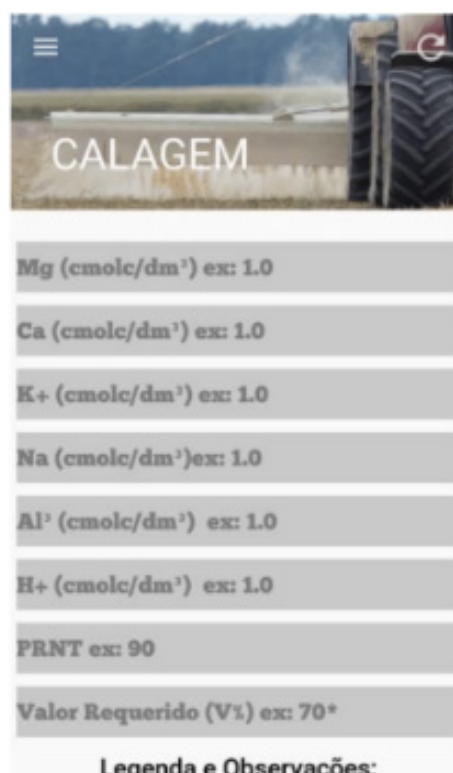 CALAGEM
Mg (cmolc/dm³) ex: 1.0
Ca (cmolc/dm³) ex: 1.0
K+ (cmolc/dm³) ex: 1.0
Na (cmolc/dm³)ex: 1.0
Al³ (cmolc/dm³)  ex: 1.0
H+ (cmolc/dm³)  ex: 1.0
PRNT ex: 90
Valor Requerido (V%) ex: 70*
Legenda e Observações: